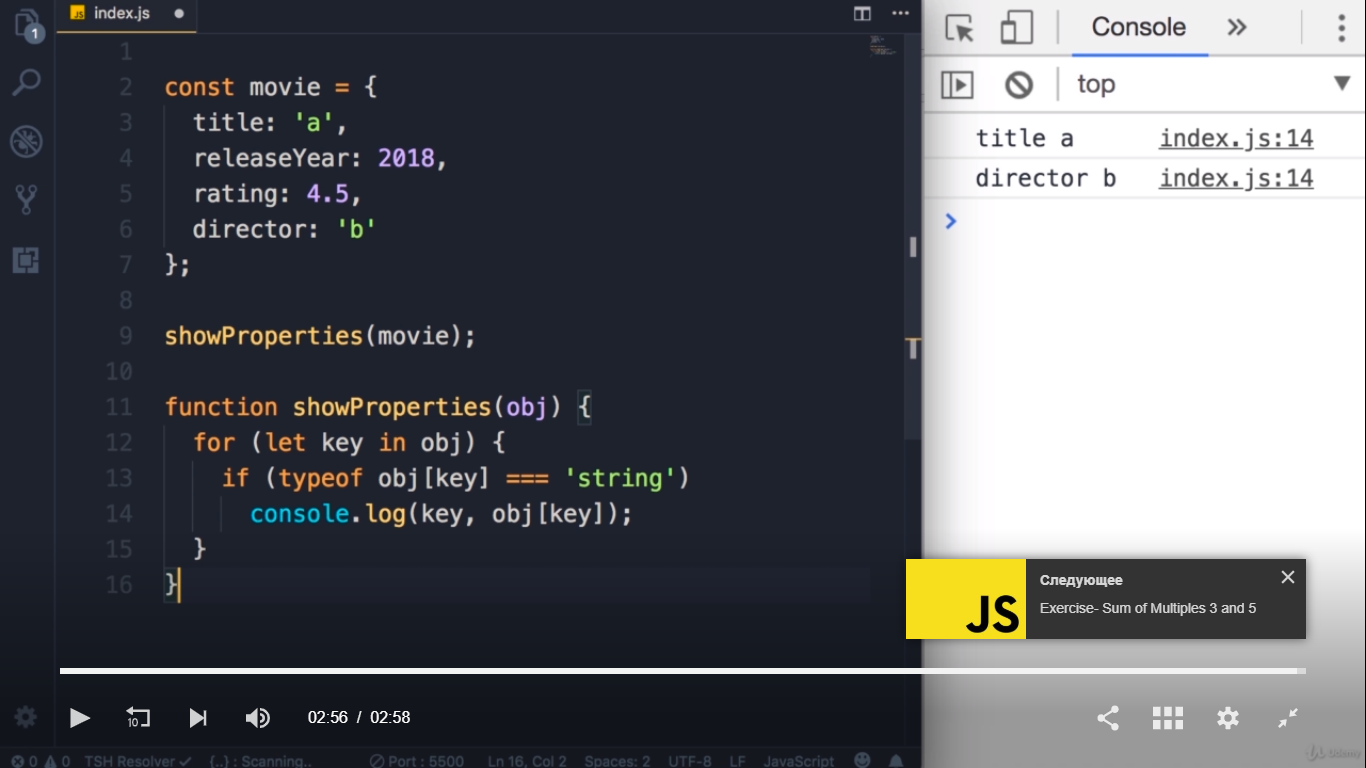 1
JS index.js
Console
top
1
2 const movie = {
3 title: 'a',
4 releaseYear: 2018,
5 rating: 4.5,
6 director: 'b'
7 };
8
9 showProperties(movie);
10
11 function showProperties(obj) {
12 for (let key in obj) {
13 if (typeof obj[key] === 'string')
14 console.log(key, obj[key]);
15 }
16 }
title a index.js:14
director b index.js:14
JS
Следующее
Exercise- Sum of Multiples 3 and 5
10
02:56 / 02:58
0 0 TSH Resolver {..} : Scanning.. Port : 5500 Ln 16, Col 2 Spaces: 2 UTF-8 LF JavaScript
Udemy